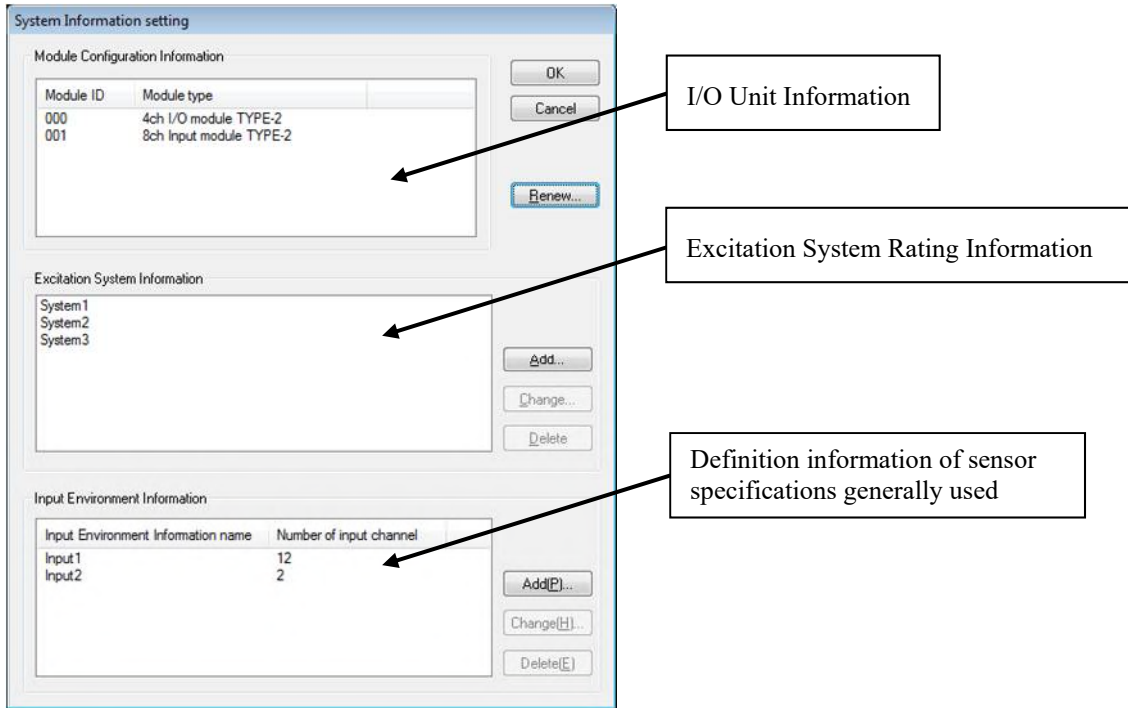 System Information setting
Module Configuration Information
Module ID Module type
000 4ch I/O module TYPE-2
001 8ch Input module TYPE-2
OK
Cancel
Renew...
I/O Unit Information
Excitation System Information
System1
System2
System3
Add...
Change...
Delete
Excitation System Rating Information
Input Environment Information
Input Environment Information name Number of input channel
Input1 12
Input2 2
Add(P)...
Change(H)...
Delete(E)
Definition information of sensor
specifications generally used